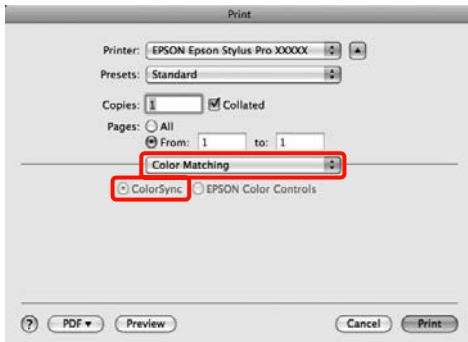 Print
Printer: EPSON Epson Stylus Pro XXXXX
Presets: Standard
Copies: 1 Collated
Pages: All
From: 1 to: 1
Color Matching
ColorSync EPSON Color Controls
? PDF Preview Cancel Print